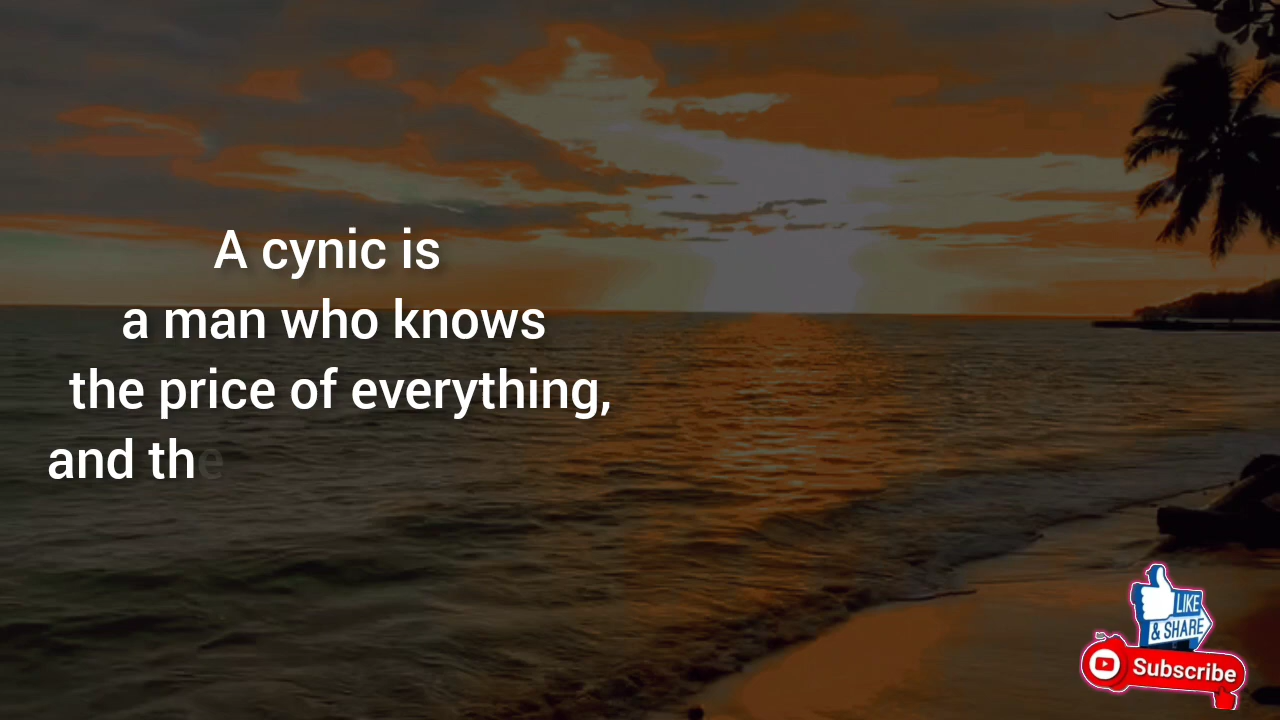 A cynic is
a man who knows
the price of everything,
and the
LIKE
& SHARE
Subscribe